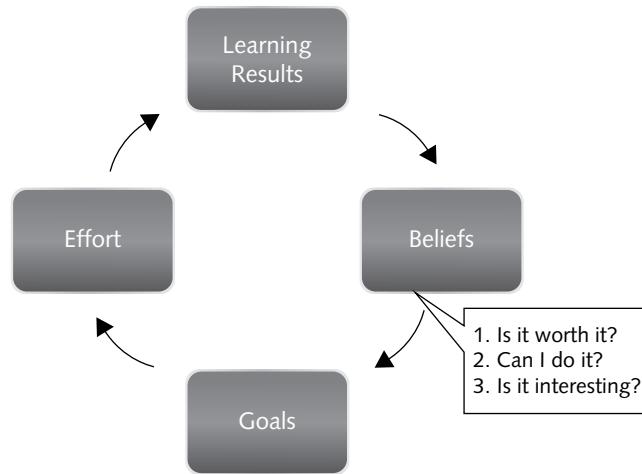 Learning
Results
Effort
Beliefs
1. Is it worth it?
2. Can I do it?
3. Is it interesting?
Goals